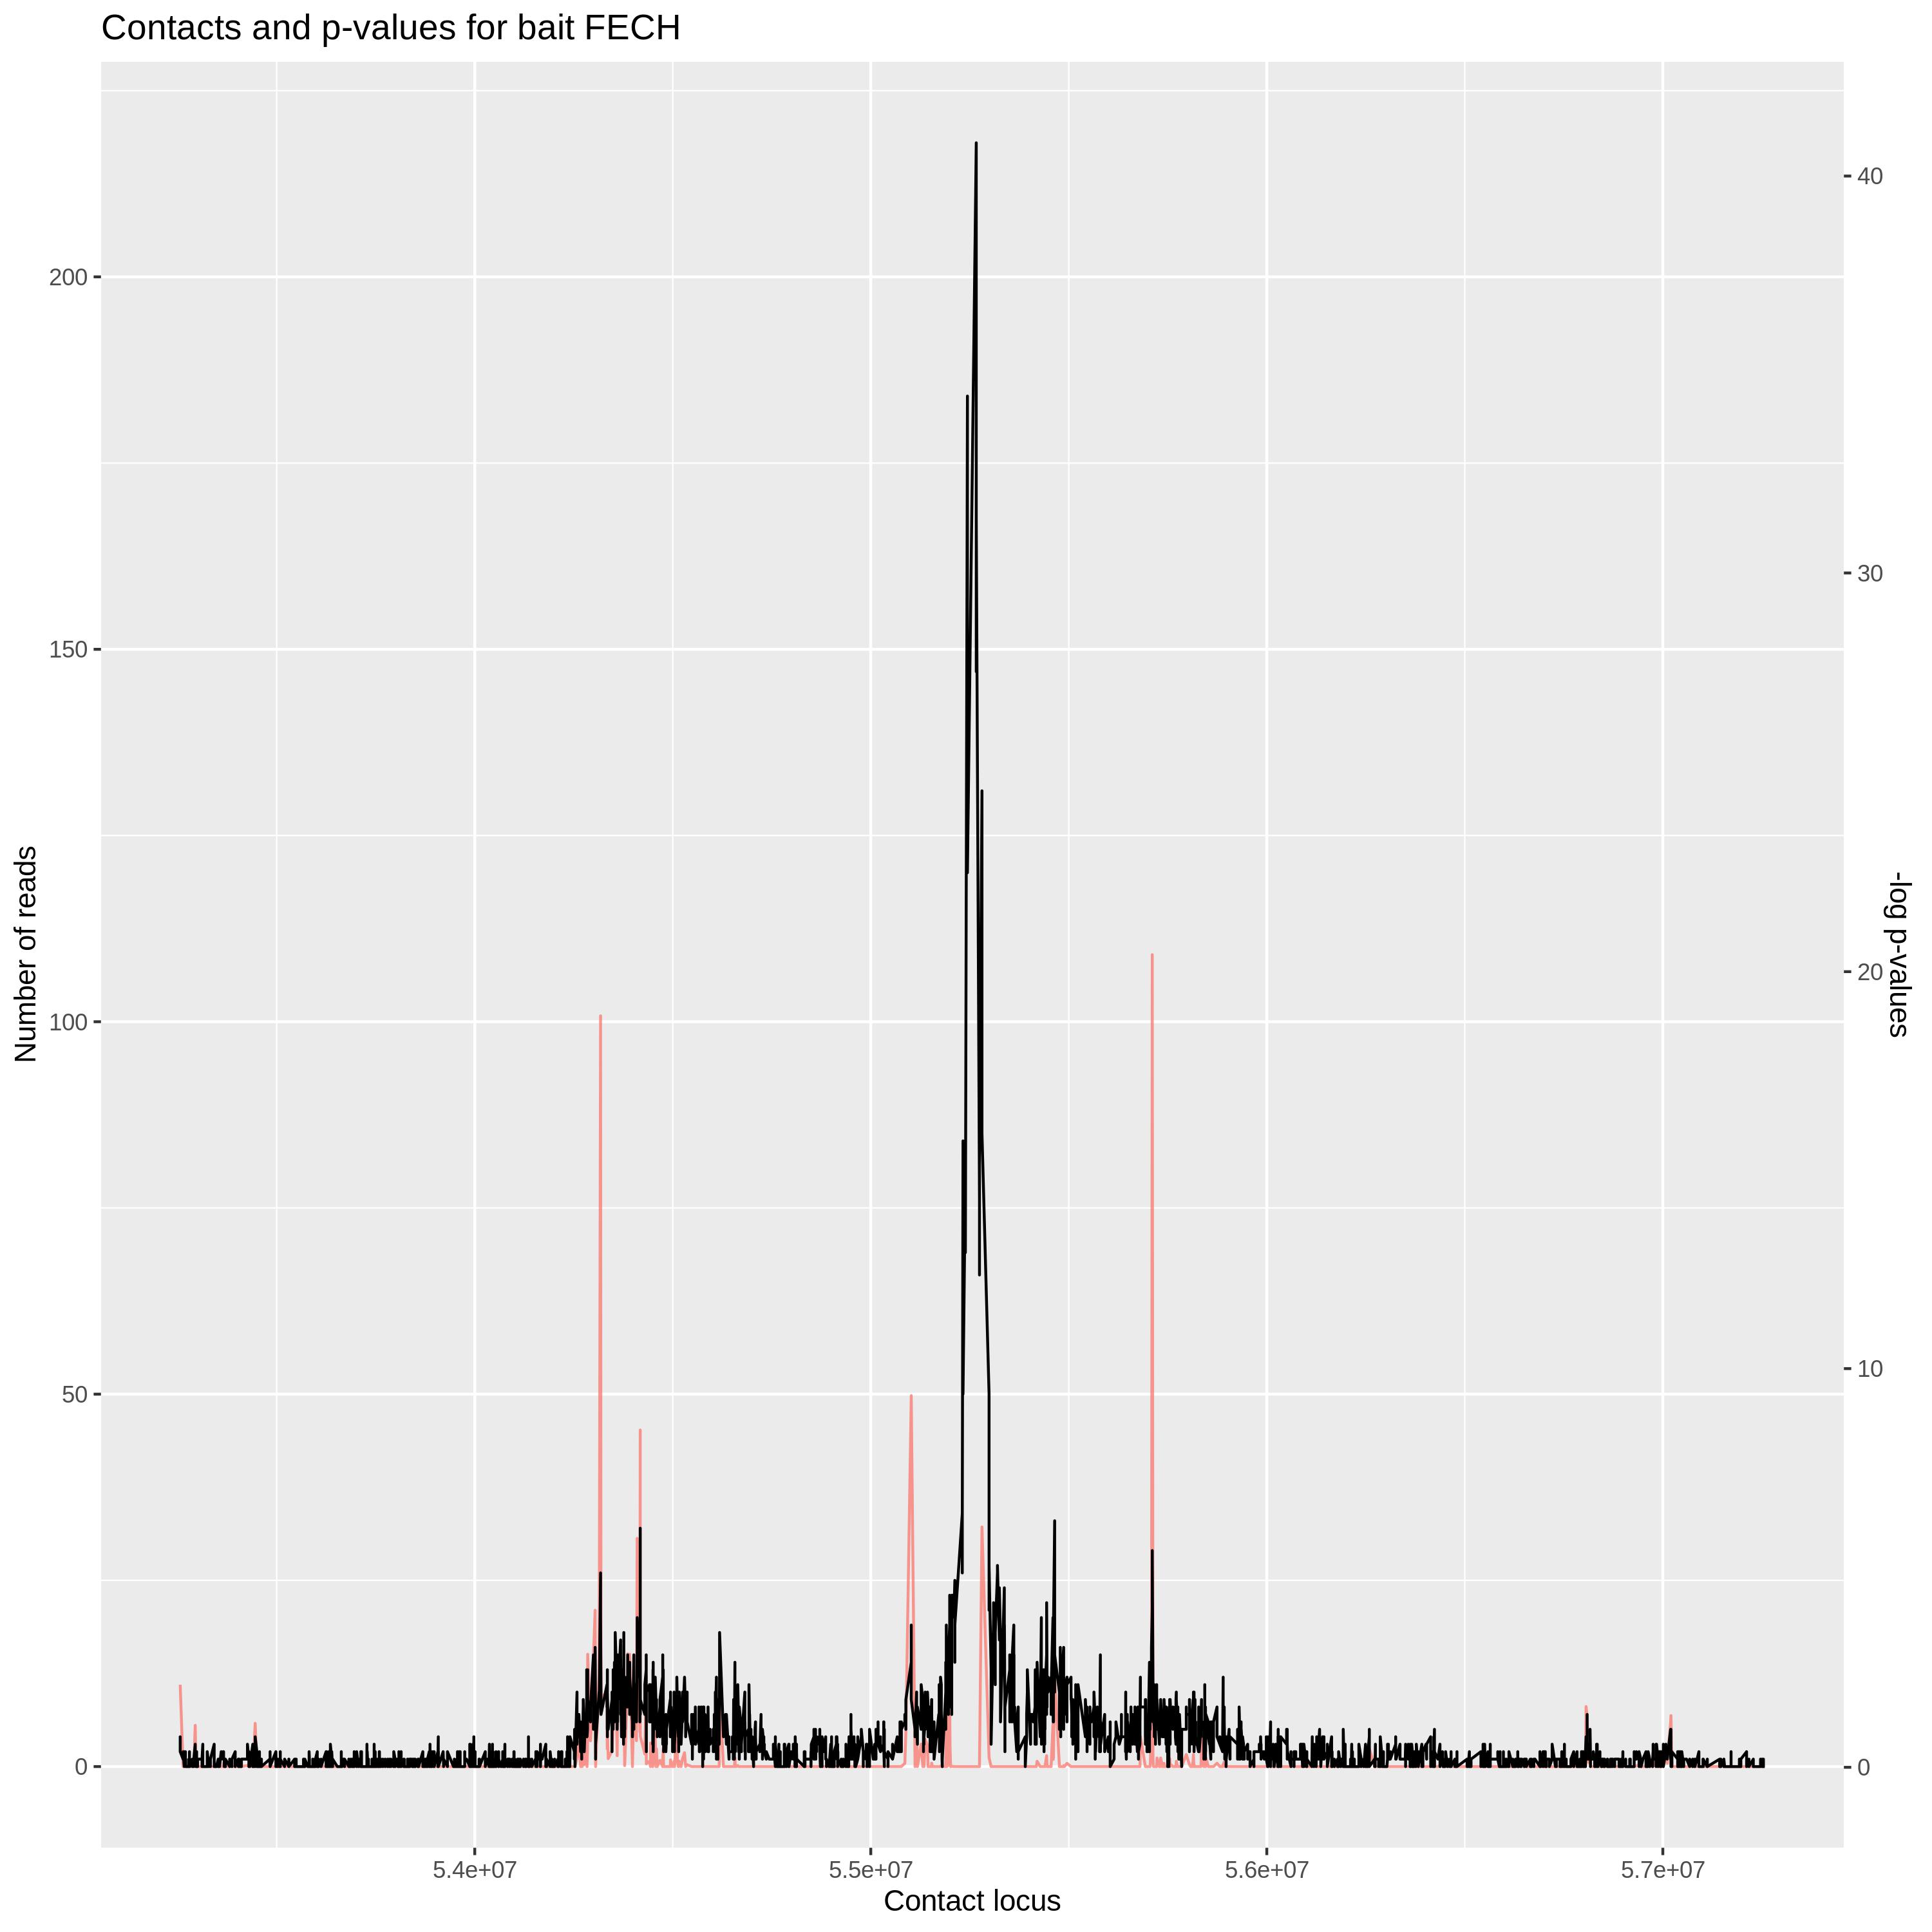 Contacts and p-values for bait FECH
200
150
100
50
0
40
30
20
10
0
Number of reads
-log p-values
5.4e+07
5.5e+07
5.6e+07
5.7e+07
Contact locus